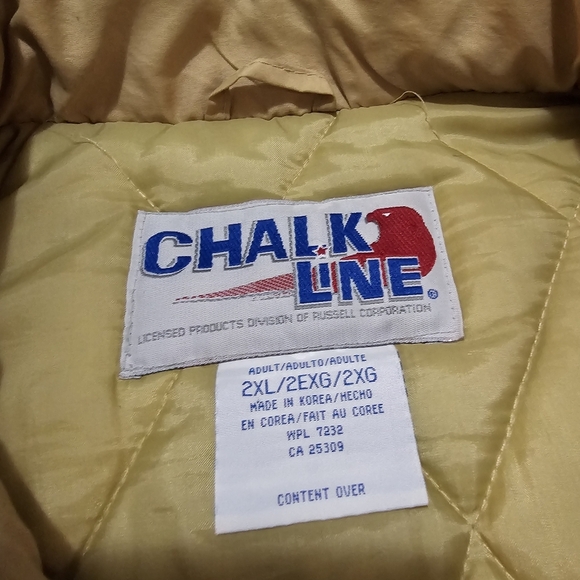 CHALK
LINE®
LICENSED PRODUCTS DIVISION OF RUSSELL CORPORATION
ADULT/ADULTO/ADULTE
2XL/2EXG/2XG
MADE IN KOREA/HECHO
EN COREA/FAIT AU COREE
WPL 7232
CA 25309
CONTENT OVER